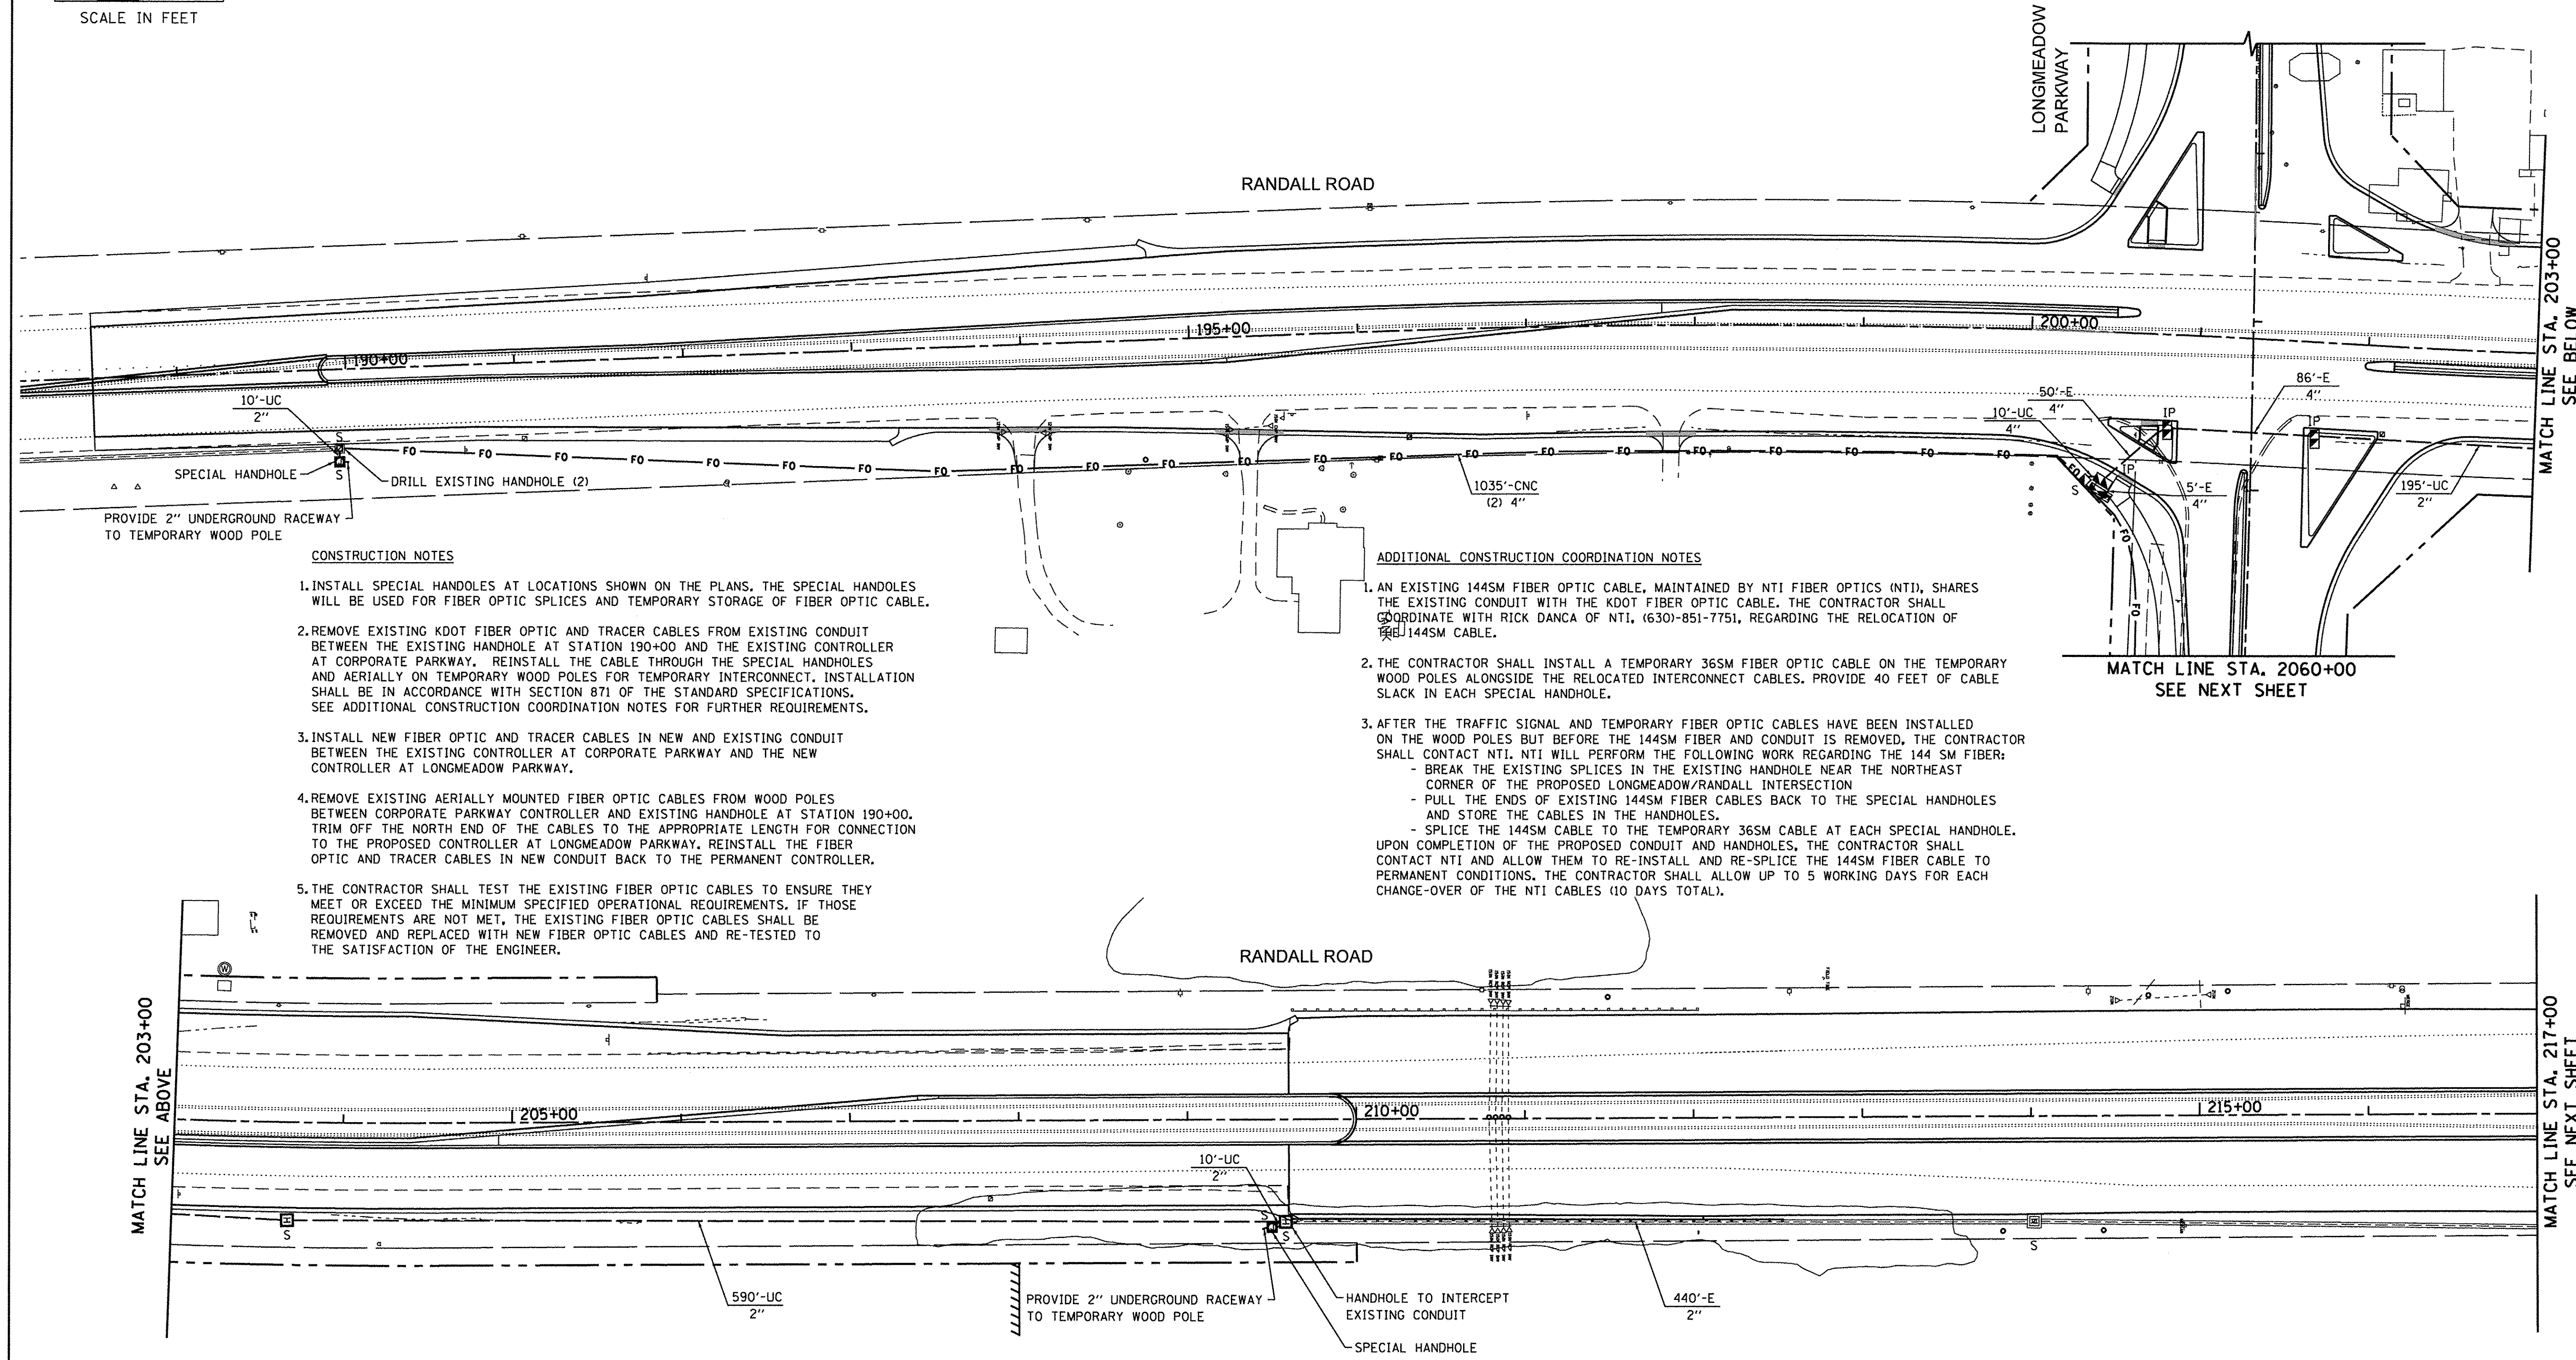 SCALE IN FEET
LONGMEADOW
PARKWAY
RANDALL ROAD
190+00
195+00
200+00
MATCH LINE STA. 203+00
SEE BELOW
10'-UC
2"
S
S
SPECIAL HANDHOLE
DRILL EXISTING HANDHOLE (2)
PROVIDE 2" UNDERGROUND RACEWAY
TO TEMPORARY WOOD POLE
FO FO FO FO FO FO FO FO FO FO FO FO FO FO FO FO FO FO FO FO FO FO
1035'-CNC
(2) 4"
50'-E
4"
10'-UC
4"
IP
IP
IP
86'-E
4"
S
5'-E
4"
195'-UC
2"
FO
FO
FO
MATCH LINE STA. 2060+00
SEE NEXT SHEET
CONSTRUCTION NOTES
1. INSTALL SPECIAL HANDOLES AT LOCATIONS SHOWN ON THE PLANS. THE SPECIAL HANDOLES
WILL BE USED FOR FIBER OPTIC SPLICES AND TEMPORARY STORAGE OF FIBER OPTIC CABLE.
2. REMOVE EXISTING KDOT FIBER OPTIC AND TRACER CABLES FROM EXISTING CONDUIT
BETWEEN THE EXISTING HANDHOLE AT STATION 190+00 AND THE EXISTING CONTROLLER
AT CORPORATE PARKWAY. REINSTALL THE CABLE THROUGH THE SPECIAL HANDHOLES
AND AERIALLY ON TEMPORARY WOOD POLES FOR TEMPORARY INTERCONNECT. INSTALLATION
SHALL BE IN ACCORDANCE WITH SECTION 871 OF THE STANDARD SPECIFICATIONS.
SEE ADDITIONAL CONSTRUCTION COORDINATION NOTES FOR FURTHER REQUIREMENTS.
3. INSTALL NEW FIBER OPTIC AND TRACER CABLES IN NEW AND EXISTING CONDUIT
BETWEEN THE EXISTING CONTROLLER AT CORPORATE PARKWAY AND THE NEW
CONTROLLER AT LONGMEADOW PARKWAY.
4. REMOVE EXISTING AERIALLY MOUNTED FIBER OPTIC CABLES FROM WOOD POLES
BETWEEN CORPORATE PARKWAY CONTROLLER AND EXISTING HANDHOLE AT STATION 190+00.
TRIM OFF THE NORTH END OF THE CABLES TO THE APPROPRIATE LENGTH FOR CONNECTION
TO THE PROPOSED CONTROLLER AT LONGMEADOW PARKWAY. REINSTALL THE FIBER
OPTIC AND TRACER CABLES IN NEW CONDUIT BACK TO THE PERMANENT CONTROLLER.
5. THE CONTRACTOR SHALL TEST THE EXISTING FIBER OPTIC CABLES TO ENSURE THEY
MEET OR EXCEED THE MINIMUM SPECIFIED OPERATIONAL REQUIREMENTS. IF THOSE
REQUIREMENTS ARE NOT MET, THE EXISTING FIBER OPTIC CABLES SHALL BE
REMOVED AND REPLACED WITH NEW FIBER OPTIC CABLES AND RE-TESTED TO
THE SATISFACTION OF THE ENGINEER.
ADDITIONAL CONSTRUCTION COORDINATION NOTES
1. AN EXISTING 144SM FIBER OPTIC CABLE, MAINTAINED BY NTI FIBER OPTICS (NTI), SHARES
THE EXISTING CONDUIT WITH THE KDOT FIBER OPTIC CABLE. THE CONTRACTOR SHALL
COORDINATE WITH RICK DANCA OF NTI, (630)-851-7751, REGARDING THE RELOCATION OF
THE 144SM CABLE.
2. THE CONTRACTOR SHALL INSTALL A TEMPORARY 36SM FIBER OPTIC CABLE ON THE TEMPORARY
WOOD POLES ALONGSIDE THE RELOCATED INTERCONNECT CABLES. PROVIDE 40 FEET OF CABLE
SLACK IN EACH SPECIAL HANDHOLE.
3. AFTER THE TRAFFIC SIGNAL AND TEMPORARY FIBER OPTIC CABLES HAVE BEEN INSTALLED
ON THE WOOD POLES BUT BEFORE THE 144SM FIBER AND CONDUIT IS REMOVED, THE CONTRACTOR
SHALL CONTACT NTI. NTI WILL PERFORM THE FOLLOWING WORK REGARDING THE 144 SM FIBER:
- BREAK THE EXISTING SPLICES IN THE EXISTING HANDHOLE NEAR THE NORTHEAST
CORNER OF THE PROPOSED LONGMEADOW/RANDALL INTERSECTION
- PULL THE ENDS OF EXISTING 144SM FIBER CABLES BACK TO THE SPECIAL HANDHOLES
AND STORE THE CABLES IN THE HANDHOLES.
- SPLICE THE 144SM CABLE TO THE TEMPORARY 36SM CABLE AT EACH SPECIAL HANDHOLE.
UPON COMPLETION OF THE PROPOSED CONDUIT AND HANDHOLES, THE CONTRACTOR SHALL
CONTACT NTI AND ALLOW THEM TO RE-INSTALL AND RE-SPLICE THE 144SM FIBER CABLE TO
PERMANENT CONDITIONS. THE CONTRACTOR SHALL ALLOW UP TO 5 WORKING DAYS FOR EACH
CHANGE-OVER OF THE NTI CABLES (10 DAYS TOTAL).
RANDALL ROAD
W
MATCH LINE STA. 203+00
SEE ABOVE
205+00
210+00
215+00
MATCH LINE STA. 217+00
SEE NEXT SHEET
10'-UC
2"
H
S
S
H
S
S
590'-UC
2"
PROVIDE 2" UNDERGROUND RACEWAY
TO TEMPORARY WOOD POLE
HANDHOLE TO INTERCEPT
EXISTING CONDUIT
SPECIAL HANDHOLE
440'-E
2"